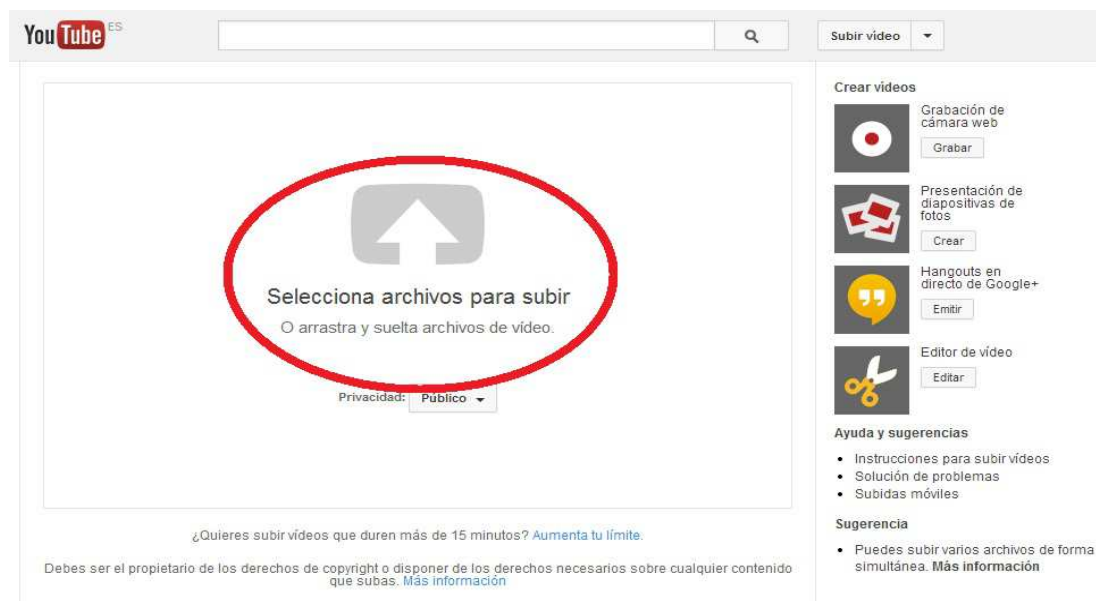 YouTube ES
Subir vídeo
Selecciona archivos para subir
O arrastra y suelta archivos de vídeo.
Privacidad: Público
¿Quieres subir vídeos que duren más de 15 minutos? Aumenta tu límite.
Debes ser el propietario de los derechos de copyright o disponer de los derechos necesarios sobre cualquier contenido
que subas. Más información
Crear vídeos
Grabación de
cámara web
Grabar
Presentación de
diapositivas de
fotos
Crear
Hangouts en
directo de Google+
Emitir
Editor de vídeo
Editar
Ayuda y sugerencias
• Instrucciones para subir vídeos
• Solución de problemas
• Subidas móviles
Sugerencia
• Puedes subir varios archivos de forma
simultánea. Más información